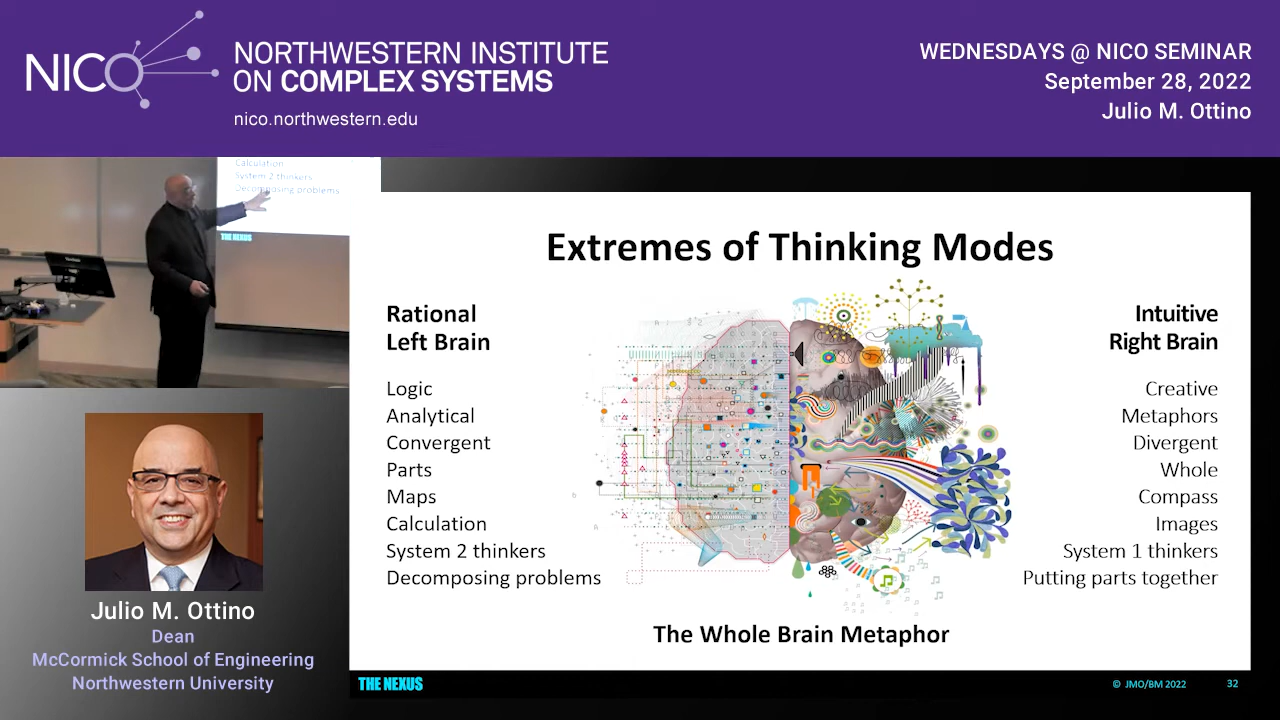 NICO
NORTHWESTERN INSTITUTE
ON COMPLEX SYSTEMS
nico.northwestern.edu
WEDNESDAYS @ NICO SEMINAR
September 28, 2022
Julio M. Ottino
Calculation
System 2 thinkers
Decomposing problems
THE NEXUS
Julio M. Ottino
Dean
McCormick School of Engineering
Northwestern University
Extremes of Thinking Modes
Rational
Left Brain
Logic
Analytical
Convergent
Parts
Maps
Calculation
System 2 thinkers
Decomposing problems
Intuitive
Right Brain
Creative
Metaphors
Divergent
Whole
Compass
Images
System 1 thinkers
Putting parts together
The Whole Brain Metaphor
THE NEXUS
© JMO/BM 2022
32